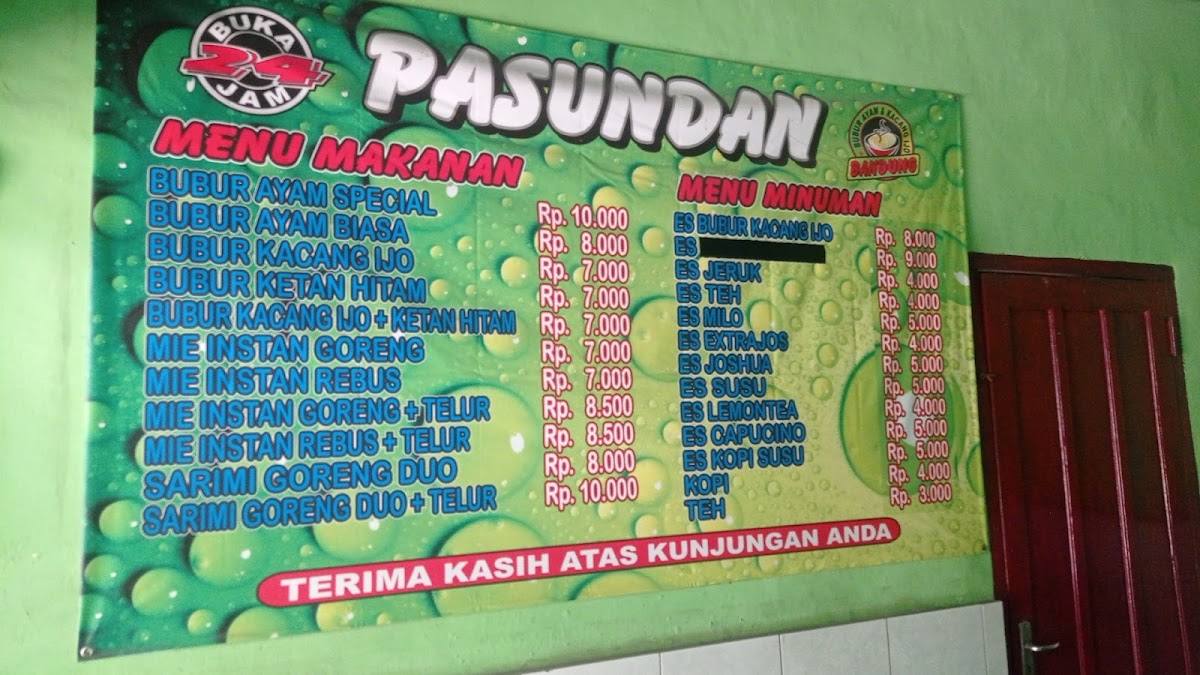 BUKA
24
JAM
PASUNDAN
BUBUR AYAM & KACANG IJO
BANDUNG
MENU MAKANAN
BUBUR AYAM SPECIAL Rp. 10.000
BUBUR AYAM BIASA Rp. 8.000
BUBUR KACANG IJO Rp. 7.000
BUBUR KETAN HITAM Rp. 7.000
BUBUR KACANG IJO + KETAN HITAM Rp. 7.000
MIE INSTAN GORENG Rp. 7.000
MIE INSTAN REBUS Rp. 7.000
MIE INSTAN GORENG + TELUR Rp. 8.500
MIE INSTAN REBUS + TELUR Rp. 8.500
SARIMI GORENG DUO Rp. 8.000
SARIMI GORENG DUO + TELUR Rp. 10.000
MENU MINUMAN
ES BUBUR KACANG IJO Rp. 8.000
ES Rp. 9.000
ES JERUK Rp. 4.000
ES TEH Rp. 4.000
ES MILO Rp. 5.000
ES EXTRAJOS Rp. 4.000
ES JOSHUA Rp. 5.000
ES SUSU Rp. 5.000
ES LEMONTEA Rp. 4.000
ES CAPUCINO Rp. 5.000
ES KOPI SUSU Rp. 5.000
KOPI Rp. 4.000
TEH Rp. 3.000
TERIMA KASIH ATAS KUNJUNGAN ANDA